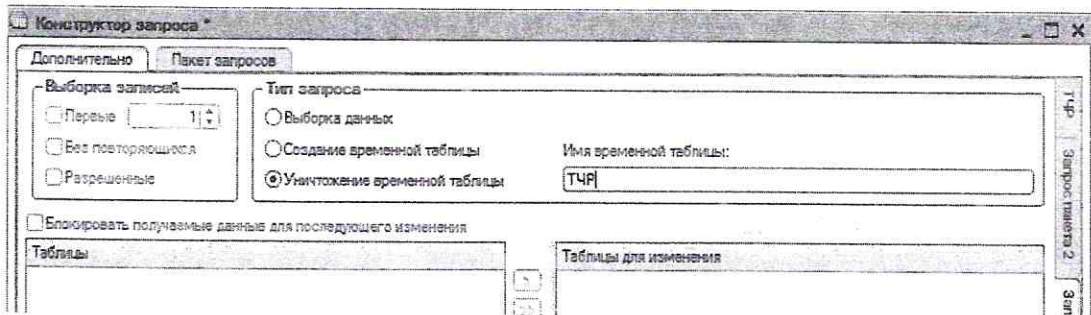 Конструктор запроса *
Дополнительно
Пакет запросов
Выборка записей
Первые 1
Без повторяющихся
Разрешенные
Тип запроса
Выборка данных
Создание временной таблицы
Уничтожение временной таблицы
Имя временной таблицы:
ТЧР
Блокировать получаемые данные для последующего изменения
Таблицы
>
>>
Таблицы для изменения
ТЧР
Запрос пакета 2
Зап